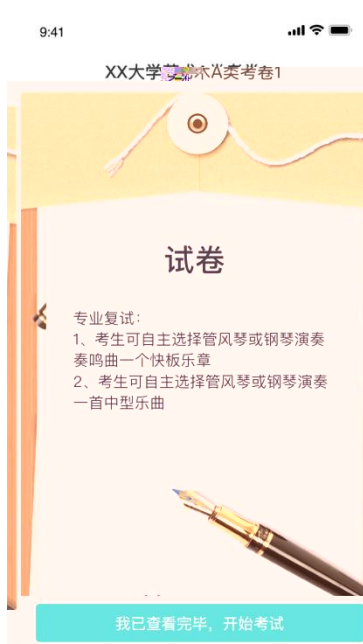 9:41
XX大学艺术A类考卷1
试卷
专业复试:
1、考生可自主选择管风琴或钢琴演奏
奏鸣曲一个快板乐章
2、考生可自主选择管风琴或钢琴演奏
一首中型乐曲
我已查看完毕，开始考试